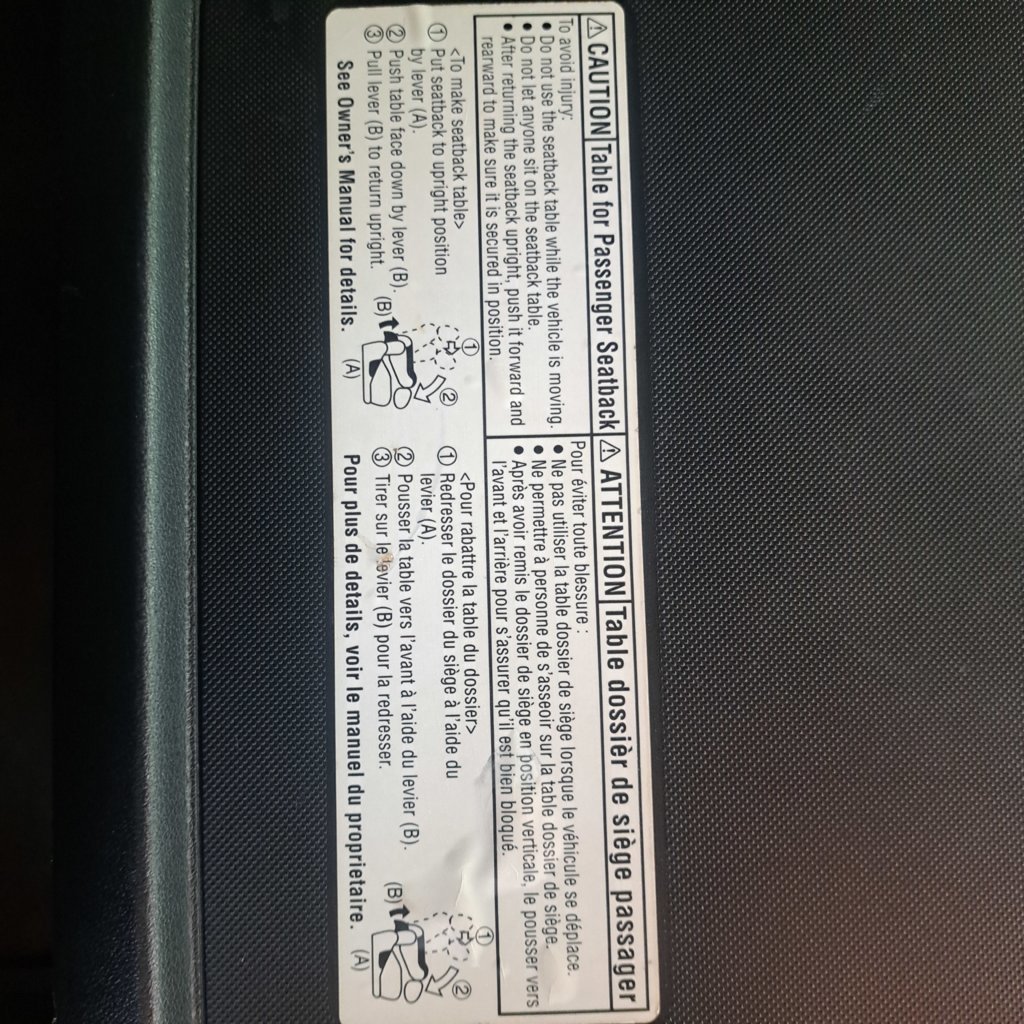 ⚠ CAUTION Table for Passenger Seatback
To avoid injury:
● Do not use the seatback table while the vehicle is moving.
● Do not let anyone sit on the seatback table.
● After returning the seatback upright, push it forward and
rearward to make sure it is secured in position.
<To make seatback table>
① Put seatback to upright position
by lever (A).
② Push table face down by lever (B).
③ Pull lever (B) to return upright.
See Owner's Manual for details.
①
②
(B)
(A)
⚠ ATTENTION Table dossièr de siège passager
Pour éviter toute blessure :
● Ne pas utiliser la table dossier de siège lorsque le véhicule se déplace.
● Ne permettre à personne de s'asseoir sur la table dossier de siège.
● Après avoir remis le dossier de siège en position verticale, le pousser vers
l'avant et l'arrière pour s'assurer qu'il est bien bloqué.
<Pour rabattre la table du dossier>
① Redresser le dossier du siège à l'aide du
levier (A).
② Pousser la table vers l'avant à l'aide du levier (B).
③ Tirer sur le levier (B) pour la redresser.
Pour plus de details, voir le manuel du proprietaire.
①
②
(B)
(A)